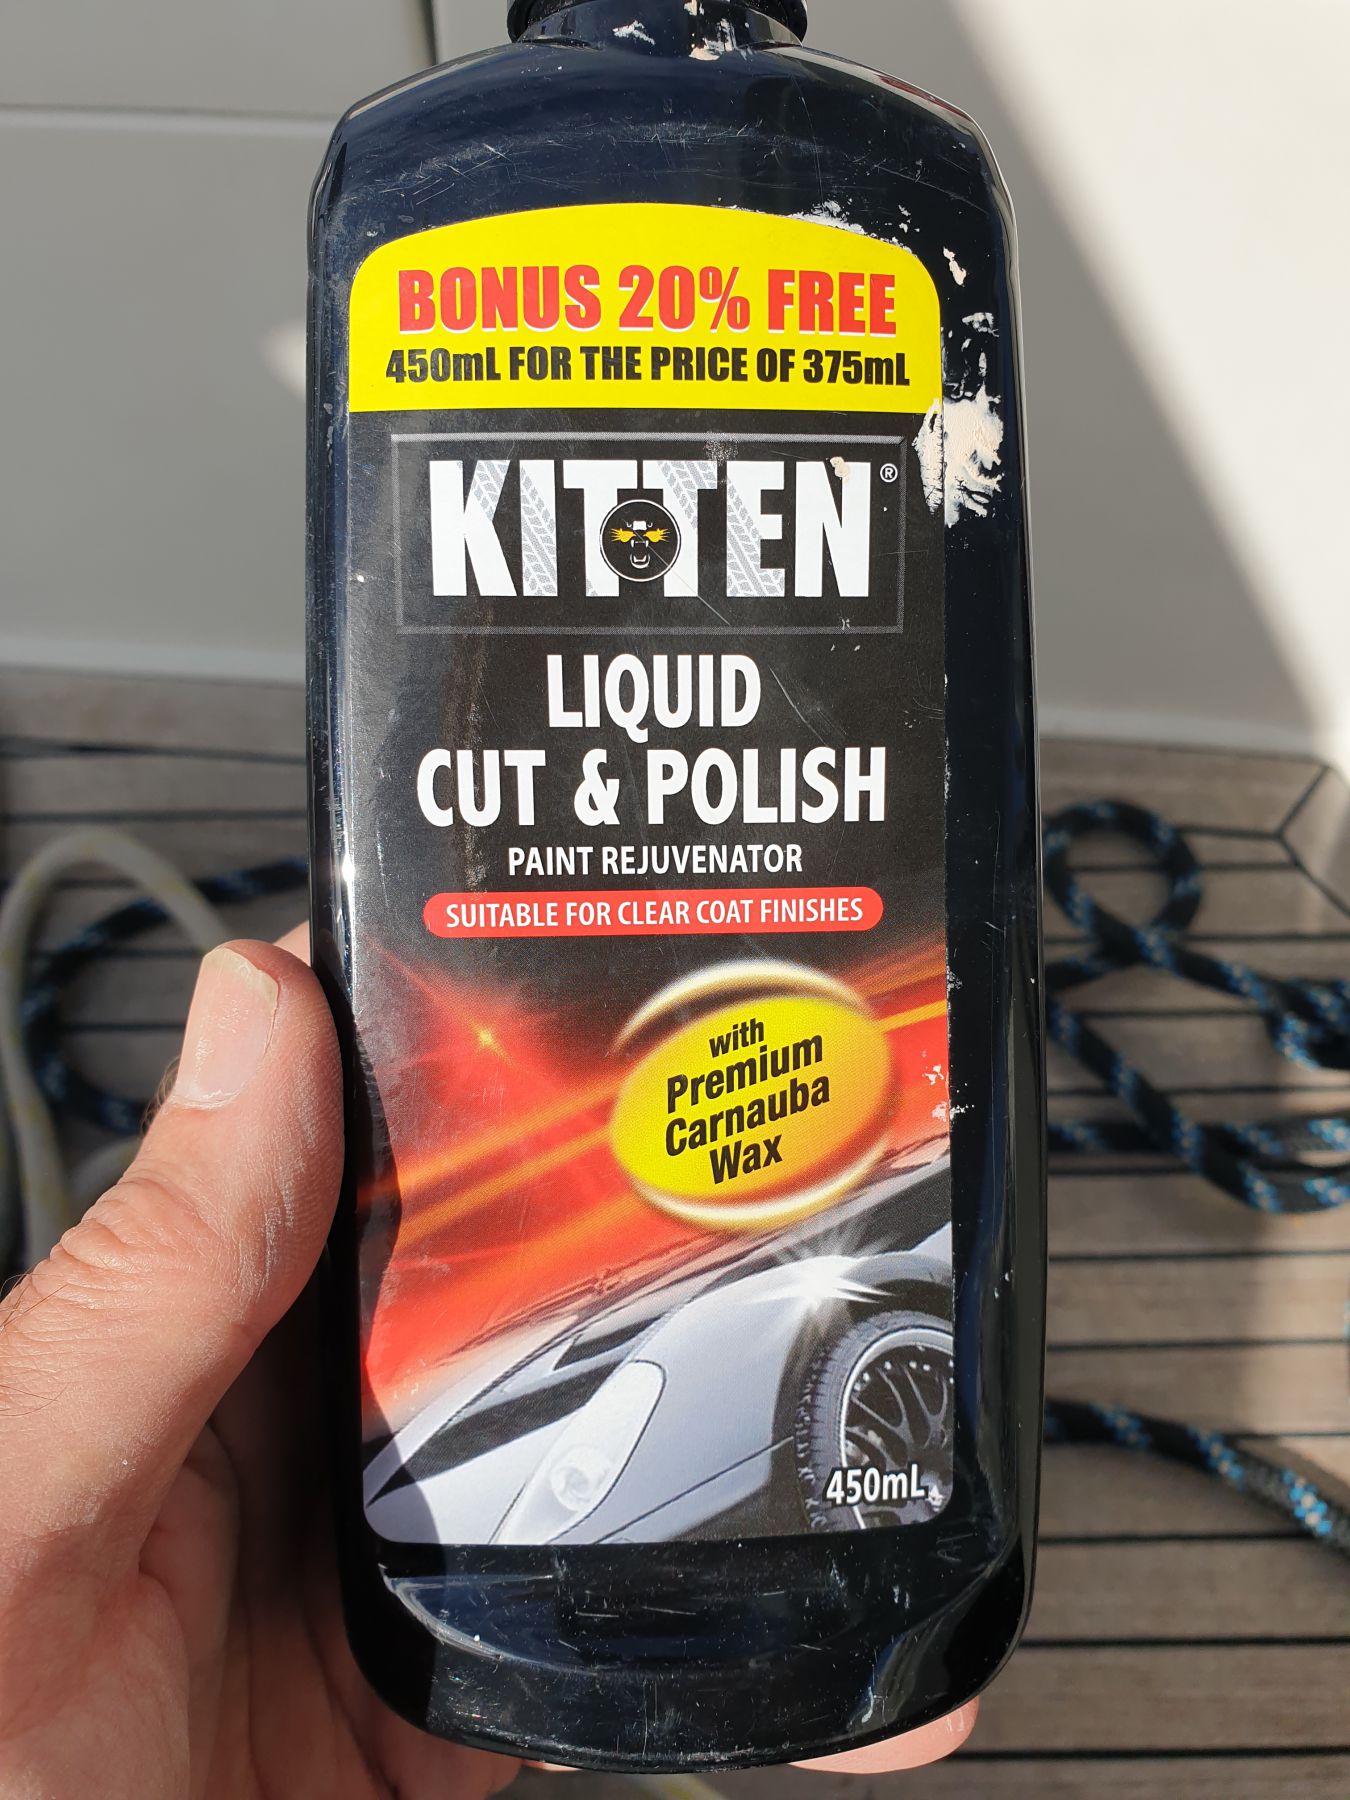 BONUS 20% FREE
450mL FOR THE PRICE OF 375mL
KITTEN®
LIQUID
CUT & POLISH
PAINT REJUVENATOR
SUITABLE FOR CLEAR COAT FINISHES
with
Premium
Carnauba
Wax
450mL